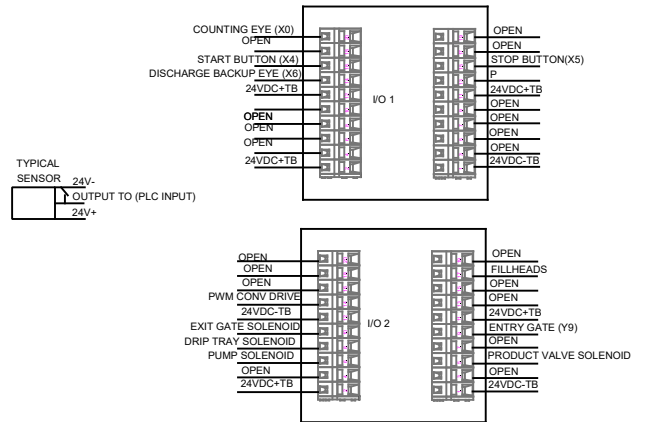 COUNTING EYE (X0)
OPEN
START BUTTON (X4)
DISCHARGE BACKUP EYE (X6)
24VDC+TB
OPEN
OPEN
OPEN
24VDC+TB
I/O 1
OPEN
OPEN
STOP BUTTON(X5)
P
24VDC+TB
OPEN
OPEN
OPEN
OPEN
24VDC-TB
TYPICAL
SENSOR
24V-
OUTPUT TO (PLC INPUT)
24V+
OPEN
OPEN
OPEN
PWM CONV DRIVE
24VDC-TB
EXIT GATE SOLENOID
DRIP TRAY SOLENOID
PUMP SOLENOID
OPEN
24VDC+TB
I/O 2
OPEN
FILLHEADS
OPEN
OPEN
24VDC+TB
ENTRY GATE (Y9)
OPEN
PRODUCT VALVE SOLENOID
OPEN
24VDC-TB